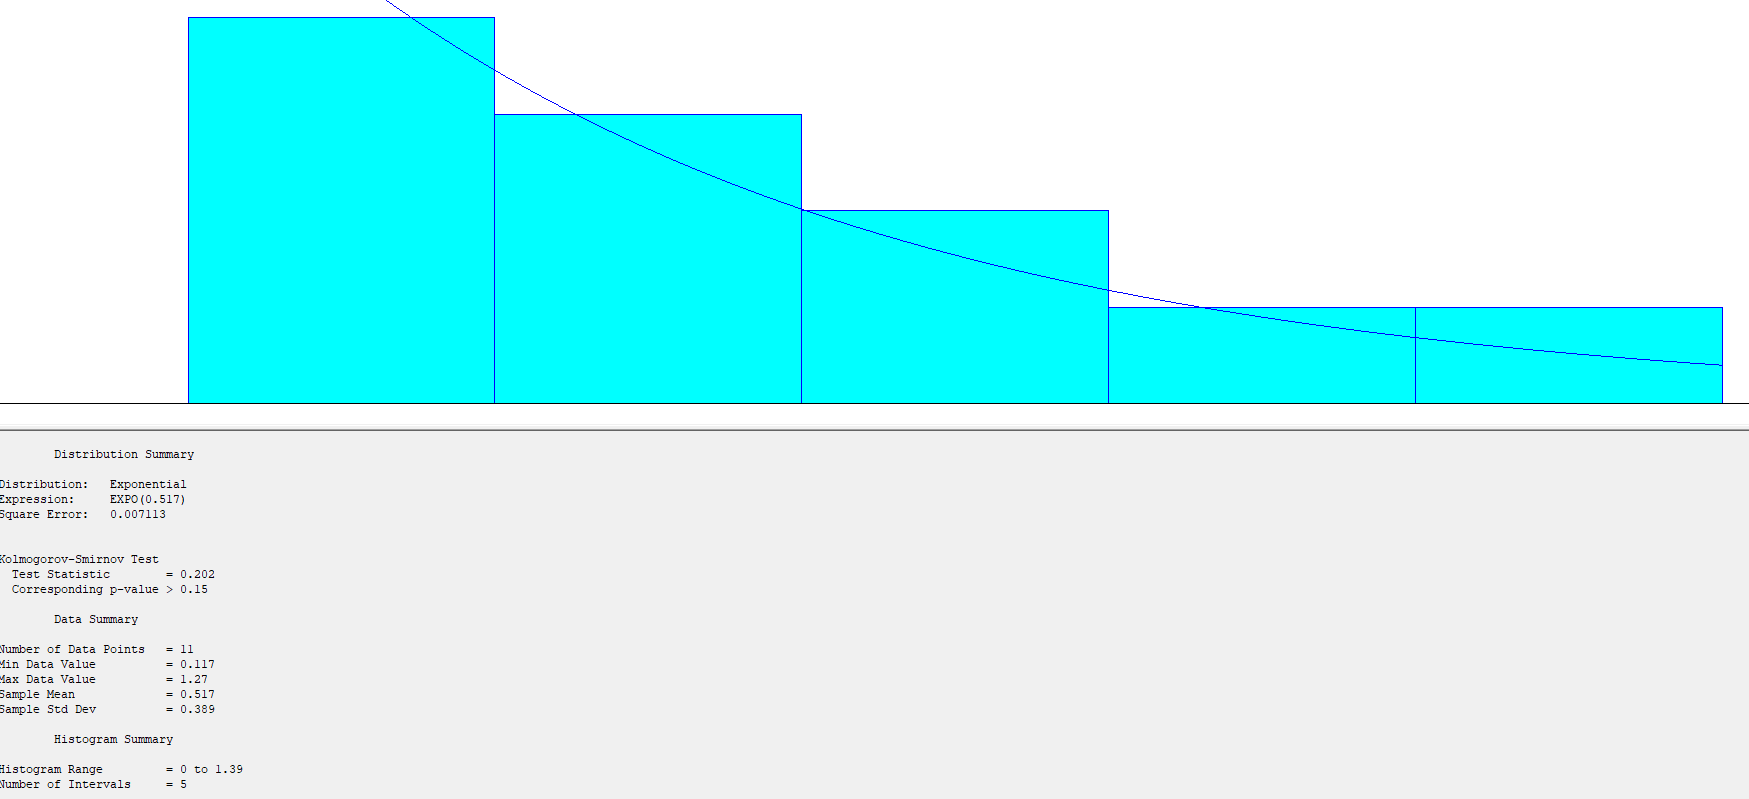 Distribution Summary
Distribution: Exponential
Expression: EXPO(0.517)
Square Error: 0.007113
Kolmogorov-Smirnov Test
Test Statistic = 0.202
Corresponding p-value > 0.15
Data Summary
Number of Data Points = 11
Min Data Value = 0.117
Max Data Value = 1.27
Sample Mean = 0.517
Sample Std Dev = 0.389
Histogram Summary
Histogram Range = 0 to 1.39
Number of Intervals = 5